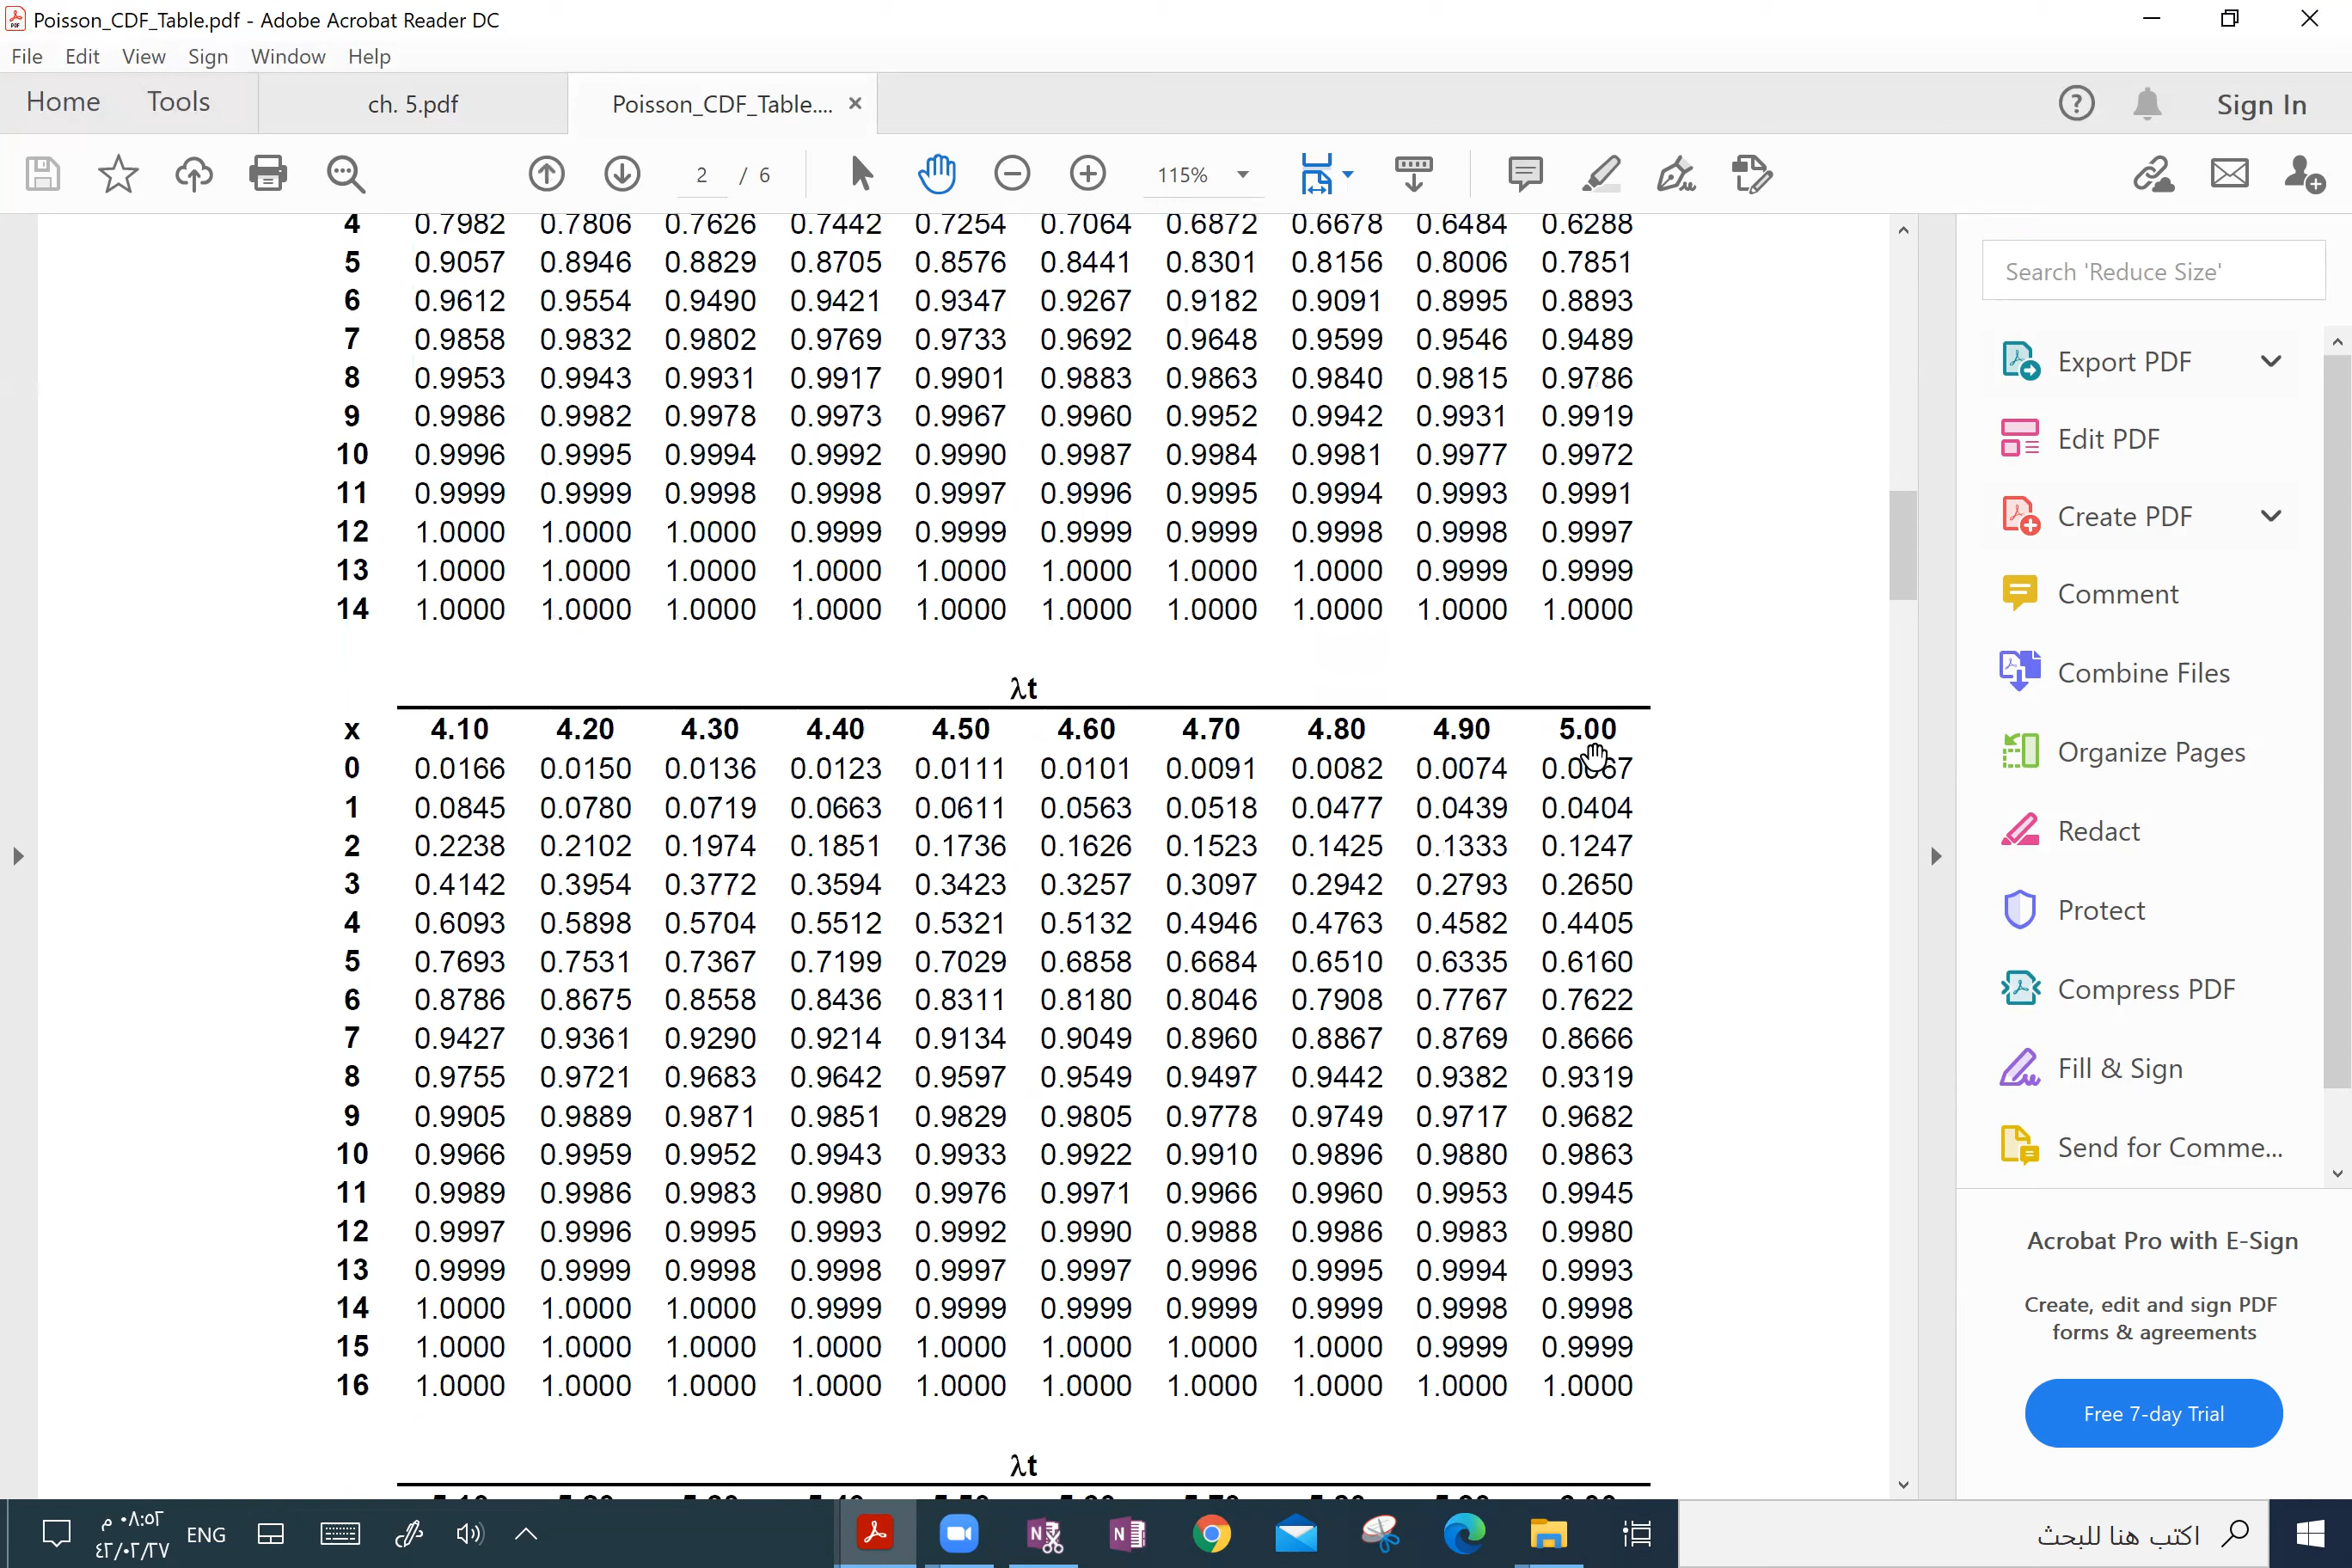 Poisson_CDF_Table.pdf - Adobe Acrobat Reader DC
File Edit View Sign Window Help
Home Tools ch. 5.pdf Poisson_CDF_Table.... × Sign In
2 / 6 115%
4 0.7982 0.7806 0.7626 0.7442 0.7254 0.7064 0.6872 0.6678 0.6484 0.6288
5 0.9057 0.8946 0.8829 0.8705 0.8576 0.8441 0.8301 0.8156 0.8006 0.7851
6 0.9612 0.9554 0.9490 0.9421 0.9347 0.9267 0.9182 0.9091 0.8995 0.8893
7 0.9858 0.9832 0.9802 0.9769 0.9733 0.9692 0.9648 0.9599 0.9546 0.9489
8 0.9953 0.9943 0.9931 0.9917 0.9901 0.9883 0.9863 0.9840 0.9815 0.9786
9 0.9986 0.9982 0.9978 0.9973 0.9967 0.9960 0.9952 0.9942 0.9931 0.9919
10 0.9996 0.9995 0.9994 0.9992 0.9990 0.9987 0.9984 0.9981 0.9977 0.9972
11 0.9999 0.9999 0.9998 0.9998 0.9997 0.9996 0.9995 0.9994 0.9993 0.9991
12 1.0000 1.0000 1.0000 0.9999 0.9999 0.9999 0.9999 0.9998 0.9998 0.9997
13 1.0000 1.0000 1.0000 1.0000 1.0000 1.0000 1.0000 1.0000 0.9999 0.9999
14 1.0000 1.0000 1.0000 1.0000 1.0000 1.0000 1.0000 1.0000 1.0000 1.0000
λt
x 4.10 4.20 4.30 4.40 4.50 4.60 4.70 4.80 4.90 5.00
0 0.0166 0.0150 0.0136 0.0123 0.0111 0.0101 0.0091 0.0082 0.0074
1 0.0845 0.0780 0.0719 0.0663 0.0611 0.0563 0.0518 0.0477 0.0439 0.0404
2 0.2238 0.2102 0.1974 0.1851 0.1736 0.1626 0.1523 0.1425 0.1333 0.1247
3 0.4142 0.3954 0.3772 0.3594 0.3423 0.3257 0.3097 0.2942 0.2793 0.2650
4 0.6093 0.5898 0.5704 0.5512 0.5321 0.5132 0.4946 0.4763 0.4582 0.4405
5 0.7693 0.7531 0.7367 0.7199 0.7029 0.6858 0.6684 0.6510 0.6335 0.6160
6 0.8786 0.8675 0.8558 0.8436 0.8311 0.8180 0.8046 0.7908 0.7767 0.7622
7 0.9427 0.9361 0.9290 0.9214 0.9134 0.9049 0.8960 0.8867 0.8769 0.8666
8 0.9755 0.9721 0.9683 0.9642 0.9597 0.9549 0.9497 0.9442 0.9382 0.9319
9 0.9905 0.9889 0.9871 0.9851 0.9829 0.9805 0.9778 0.9749 0.9717 0.9682
10 0.9966 0.9959 0.9952 0.9943 0.9933 0.9922 0.9910 0.9896 0.9880 0.9863
11 0.9989 0.9986 0.9983 0.9980 0.9976 0.9971 0.9966 0.9960 0.9953 0.9945
12 0.9997 0.9996 0.9995 0.9993 0.9992 0.9990 0.9988 0.9986 0.9983 0.9980
13 0.9999 0.9999 0.9998 0.9998 0.9997 0.9997 0.9996 0.9995 0.9994 0.9993
14 1.0000 1.0000 1.0000 0.9999 0.9999 0.9999 0.9999 0.9999 0.9998 0.9998
15 1.0000 1.0000 1.0000 1.0000 1.0000 1.0000 1.0000 1.0000 0.9999 0.9999
16 1.0000 1.0000 1.0000 1.0000 1.0000 1.0000 1.0000 1.0000 1.0000 1.0000
λt
Search 'Reduce Size'
Export PDF
Edit PDF
Create PDF
Comment
Combine Files
Organize Pages
Redact
Protect
Compress PDF
Fill & Sign
Send for Comme...
Acrobat Pro with E-Sign
Create, edit and sign PDF
forms & agreements
Free 7-day Trial
٠٨:٥٢ م
٤٢/٠٢/٢٧
ENG
اكتب هنا للبحث